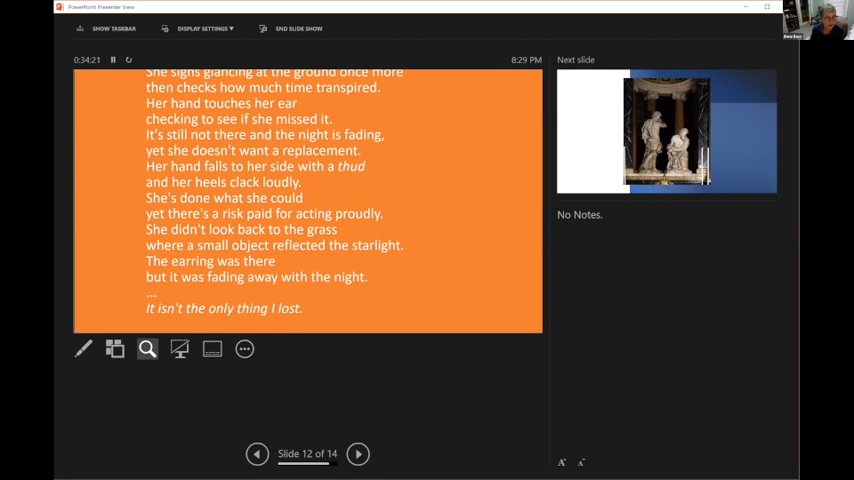 PowerPoint Presenter View
SHOW TASKBAR
DISPLAY SETTINGS ▼
END SLIDE SHOW
0:34:21
8:29 PM
Next slide
She signs glancing at the ground once more
then checks how much time transpired.
Her hand touches her ear
checking to see if she missed it.
It's still not there and the night is fading,
yet she doesn't want a replacement.
Her hand falls to her side with a thud
and her heels clack loudly.
She's done what she could
yet there's a risk paid for acting proudly.
She didn't look back to the grass
where a small object reflected the starlight.
The earring was there
but it was fading away with the night.
...
It isn't the only thing I lost.
No Notes.
Slide 12 of 14
A
A